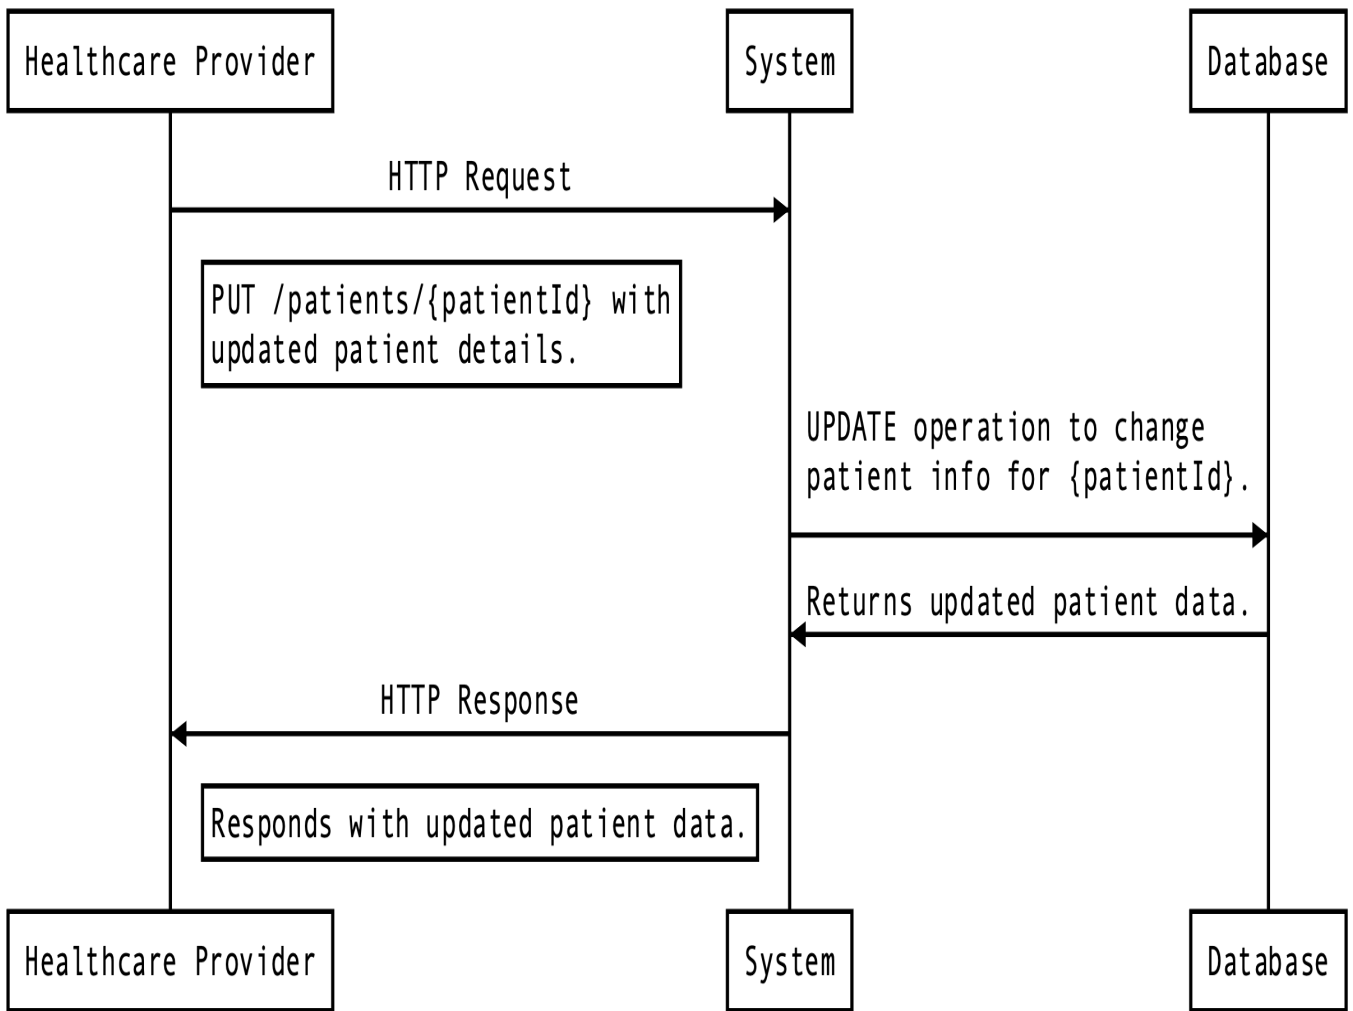 Healthcare Provider
System
Database
HTTP Request
PUT /patients/{patientId} with
updated patient details.
UPDATE operation to change
patient info for {patientId}.
Returns updated patient data.
HTTP Response
Responds with updated patient data.
Healthcare Provider
System
Database